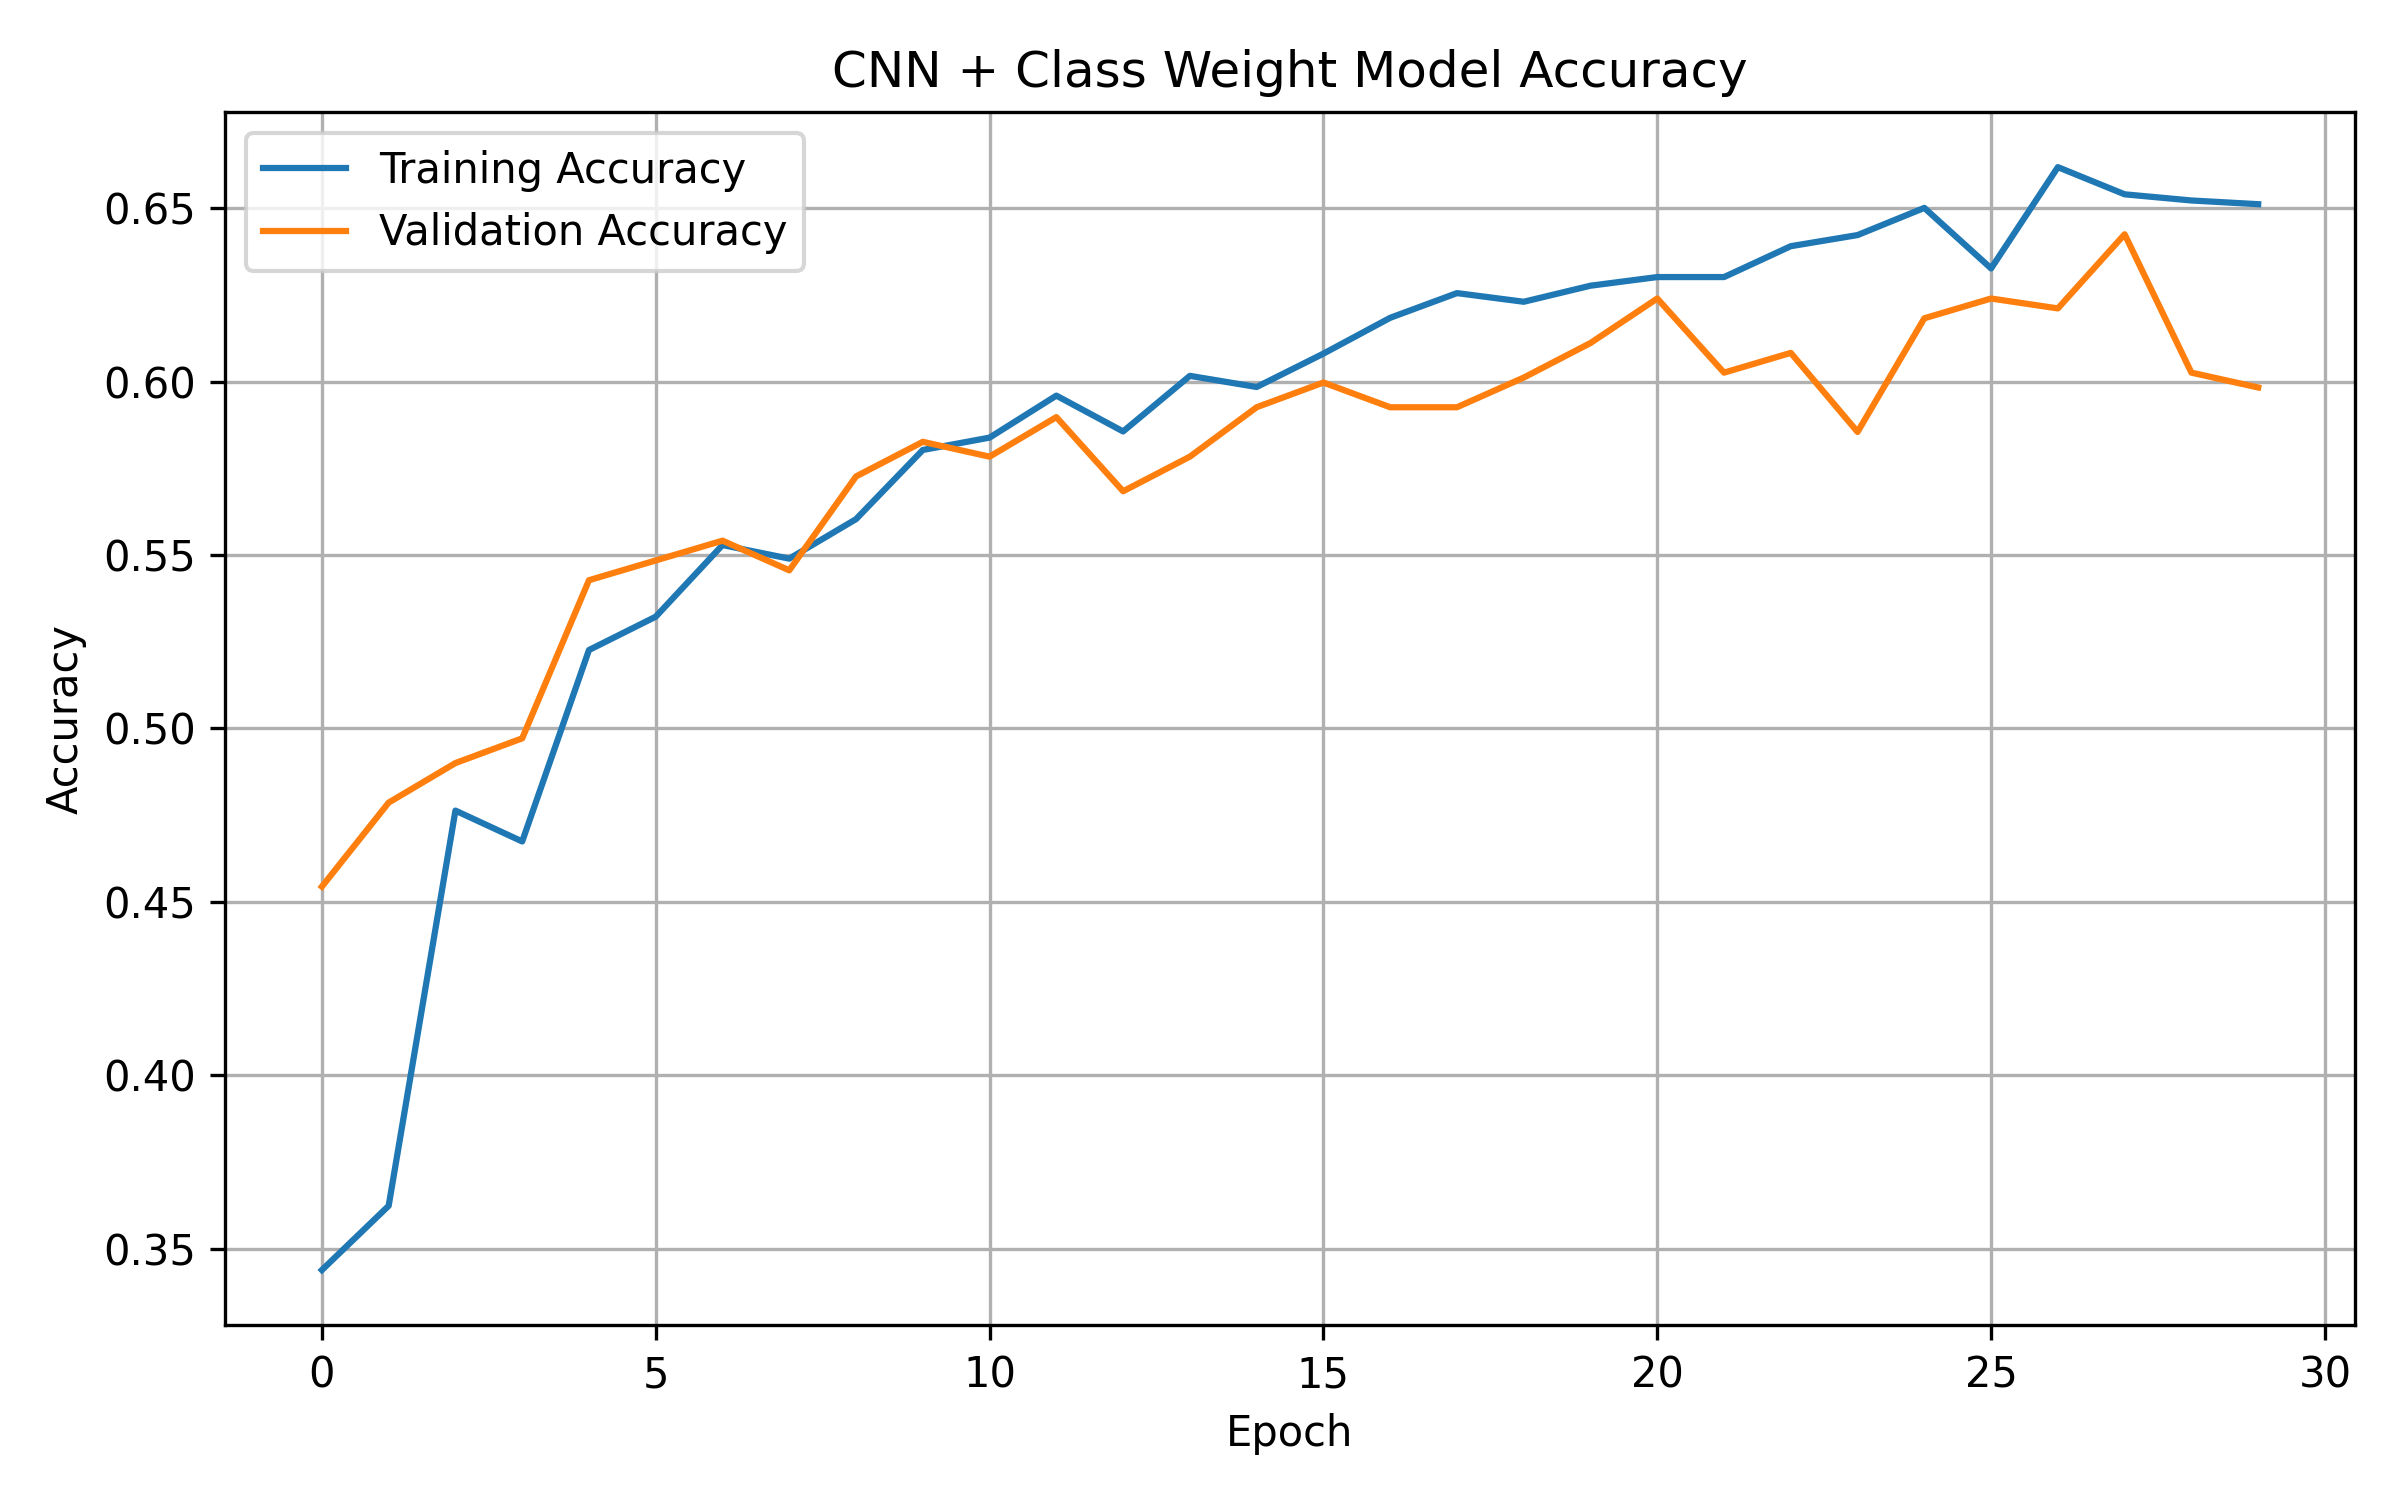 CNN + Class Weight Model Accuracy
Training Accuracy
Validation Accuracy
0.65
0.60
0.55
0.50
0.45
0.40
0.35
Accuracy
0 5 10 15 20 25 30
Epoch